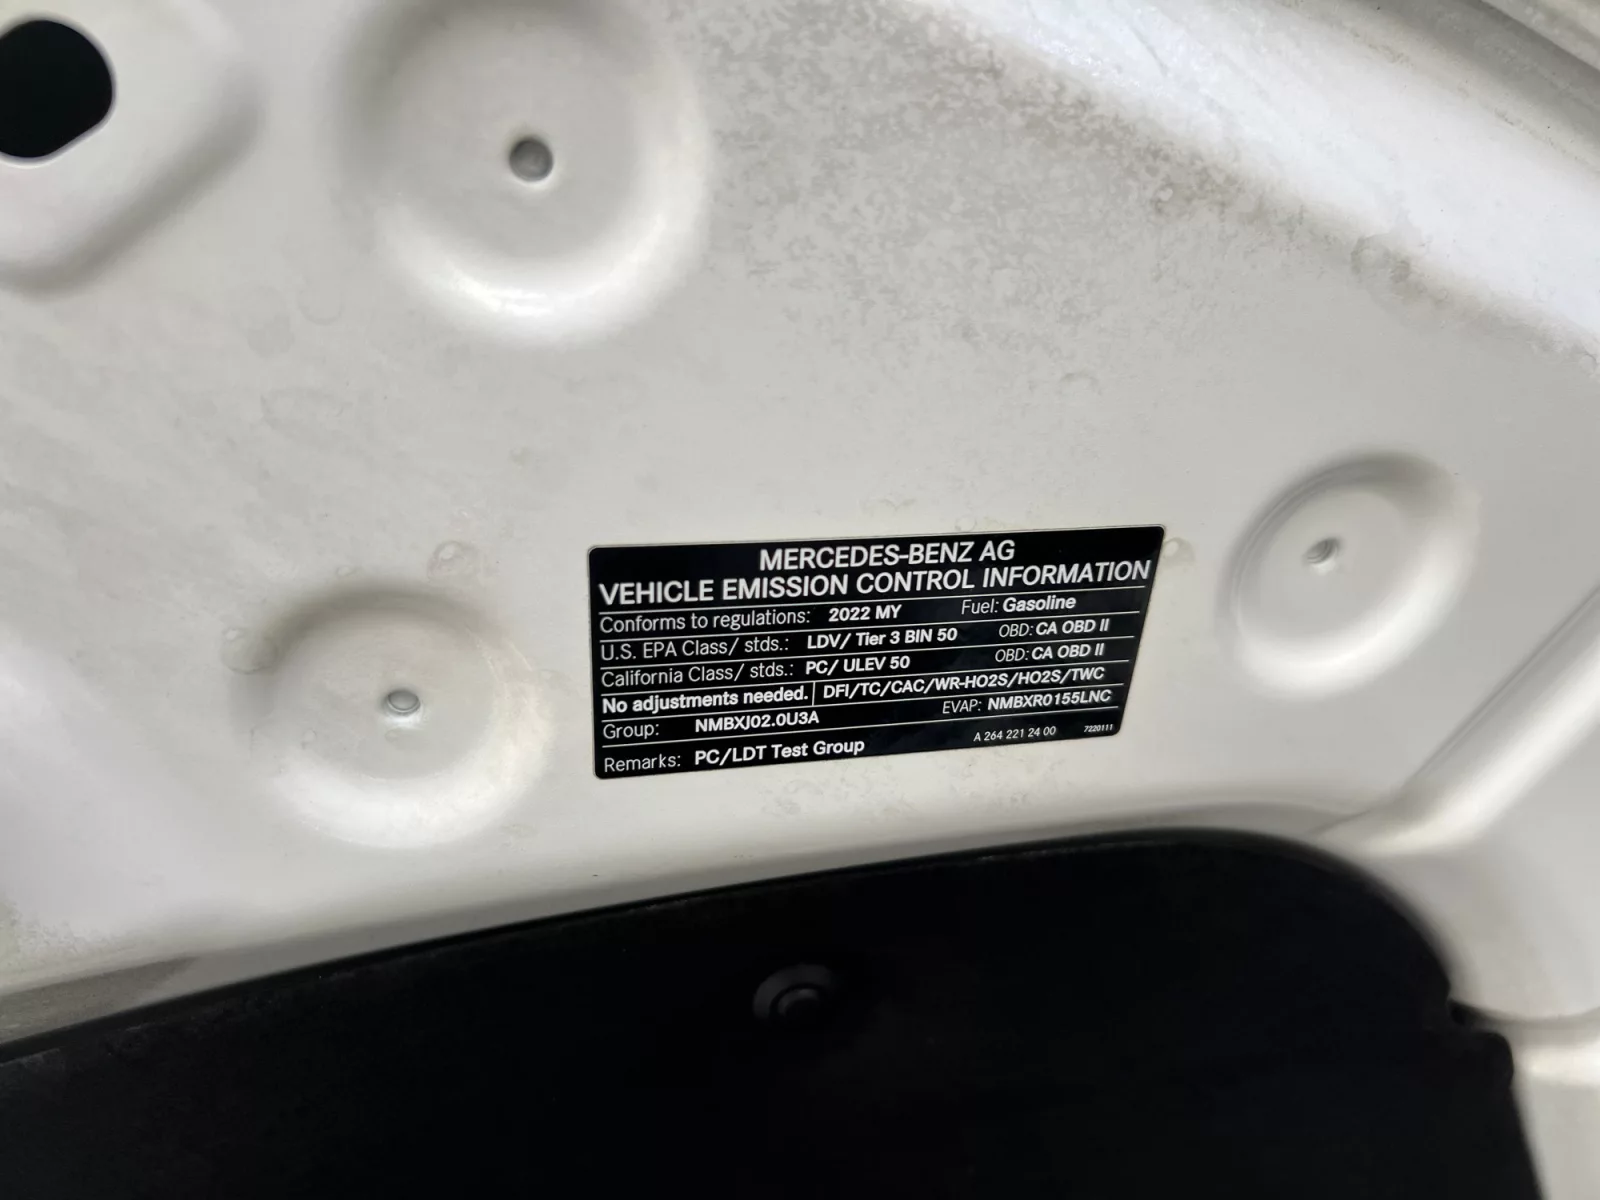 MERCEDES-BENZ AG
VEHICLE EMISSION CONTROL INFORMATION
Conforms to regulations: 2022 MY Fuel: Gasoline
U.S. EPA Class/ stds.: LDV/ Tier 3 BIN 50 OBD: CA OBD II
California Class/ stds.: PC/ ULEV 50 OBD: CA OBD II
No adjustments needed. DFI/TC/CAC/WR-HO2S/HO2S/TWC
Group: NMBXJ02.0U3A EVAP: NMBXR0155LNC
Remarks: PC/LDT Test Group A 264 221 24 00 7220111